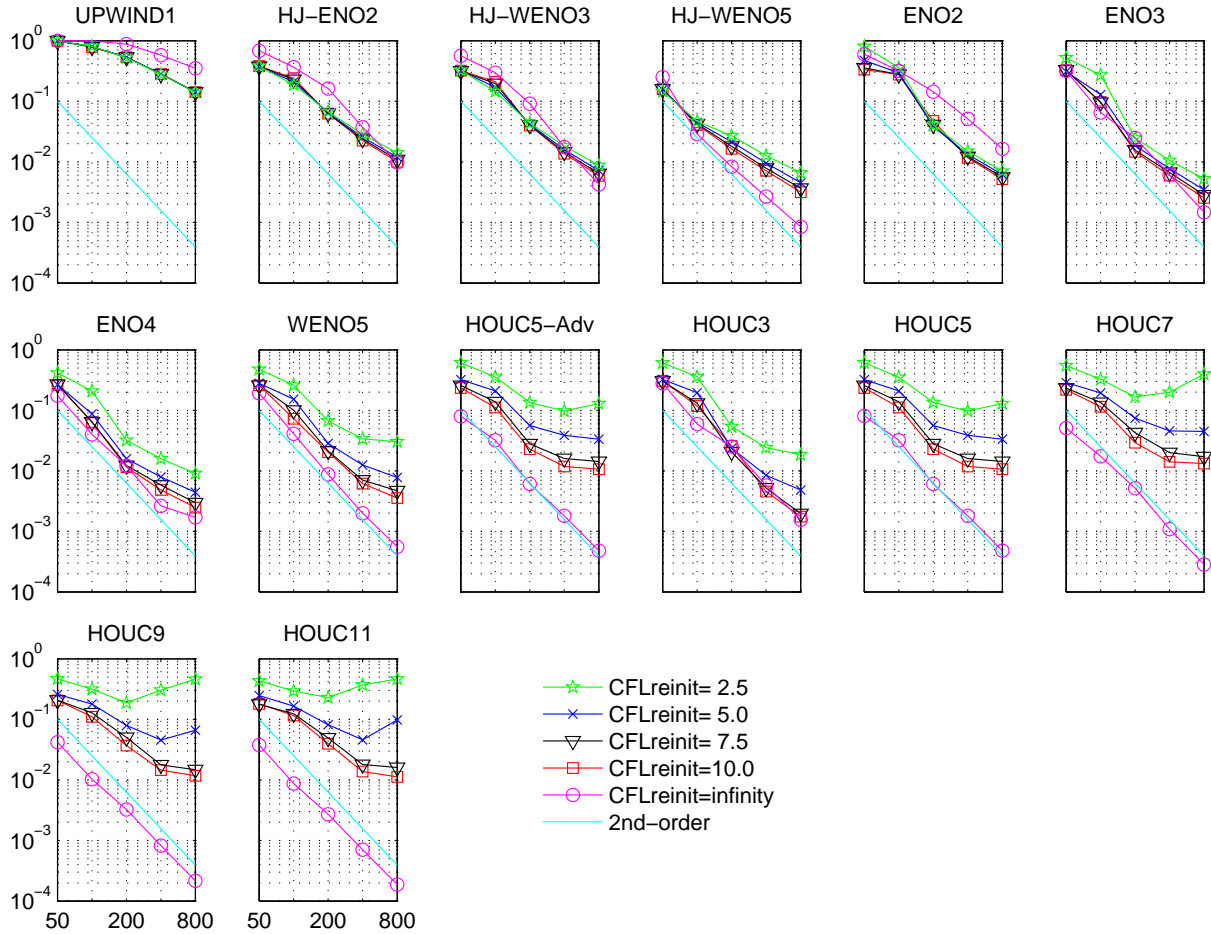 UPWIND1 HJ−ENO2 HJ−WENO3 HJ−WENO5 ENO2 ENO3
10^0
10^−1
10^−2
10^−3
10^−4
ENO4 WENO5 HOUC5−Adv HOUC3 HOUC5 HOUC7
10^0
10^−1
10^−2
10^−3
10^−4
HOUC9 HOUC11
10^0
10^−1
10^−2
10^−3
10^−4
50 200 800 50 200 800
CFLreinit= 2.5
CFLreinit= 5.0
CFLreinit= 7.5
CFLreinit=10.0
CFLreinit=infinity
2nd−order